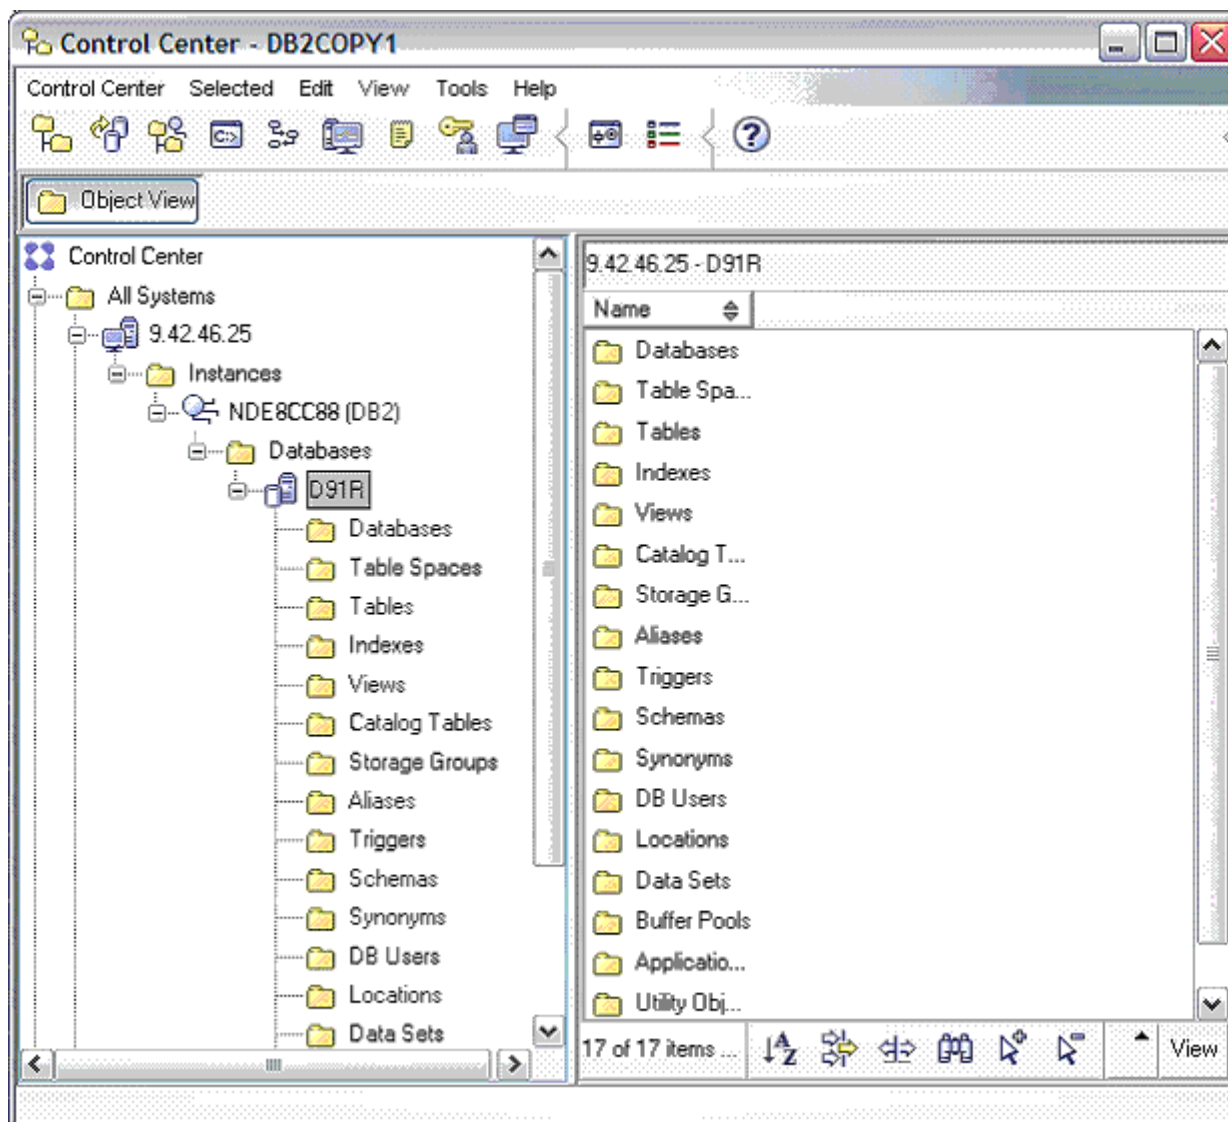 Control Center - DB2COPY1
Control Center Selected Edit View Tools Help
C:\>
Object View
Control Center
All Systems
9.42.46.25
Instances
NDE8CC88 (DB2)
Databases
D91R
Databases
Table Spaces
Tables
Indexes
Views
Catalog Tables
Storage Groups
Aliases
Triggers
Schemas
Synonyms
DB Users
Locations
Data Sets
9.42.46.25 - D91R
Name
Databases
Table Spa...
Tables
Indexes
Views
Catalog T...
Storage G...
Aliases
Triggers
Schemas
Synonyms
DB Users
Locations
Data Sets
Buffer Pools
Applicatio...
Utility Obj...
17 of 17 items ... View